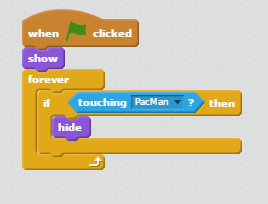 when clicked
show
forever
if touching PacMan ? then
hide